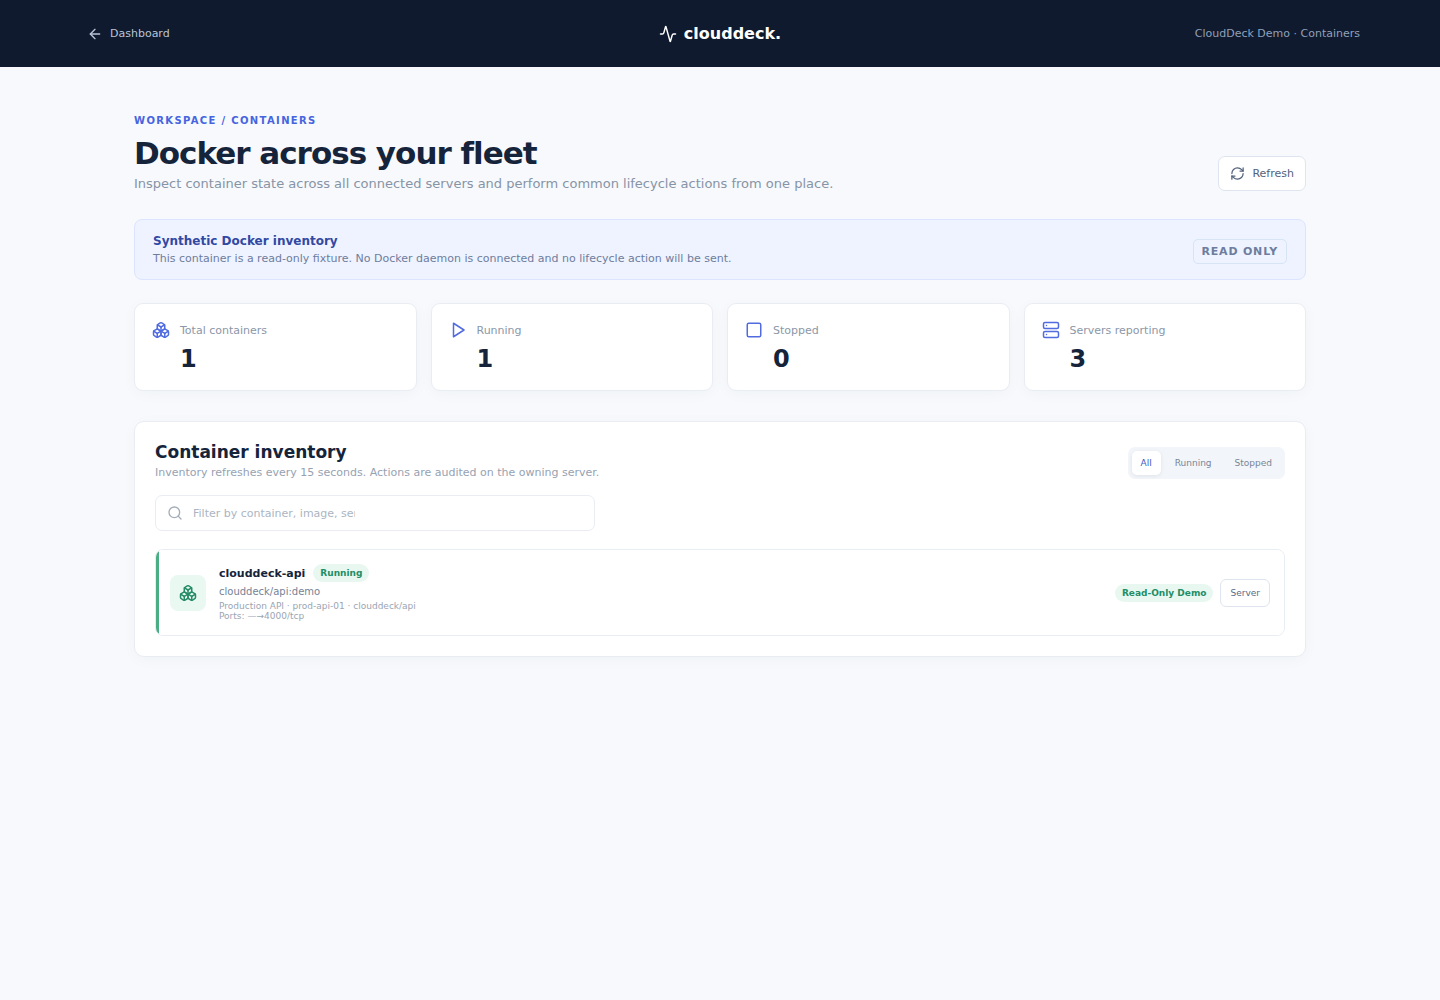 Dashboard
clouddeck.
CloudDeck Demo · Containers
WORKSPACE / CONTAINERS
Docker across your fleet
Inspect container state across all connected servers and perform common lifecycle actions from one place.
Refresh
Synthetic Docker inventory
This container is a read-only fixture. No Docker daemon is connected and no lifecycle action will be sent.
READ ONLY
Total containers
1
Running
1
Stopped
0
Servers reporting
3
Container inventory
Inventory refreshes every 15 seconds. Actions are audited on the owning server.
All
Running
Stopped
Filter by container, image, se
clouddeck-api
Running
clouddeck/api:demo
Production API · prod-api-01 · clouddeck/api
Ports: —→4000/tcp
Read-Only Demo
Server